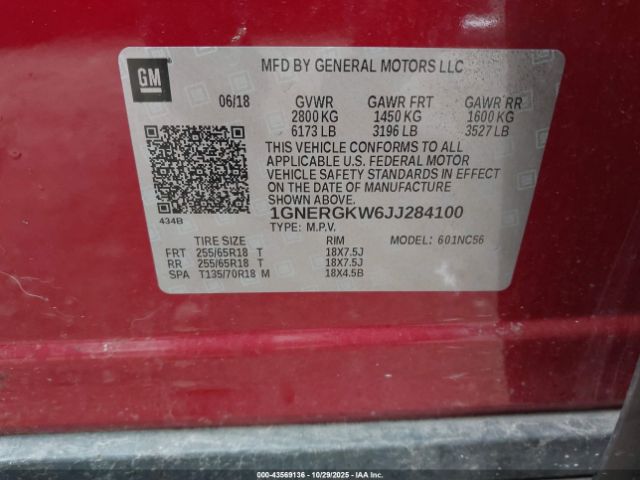 GM
MFD BY GENERAL MOTORS LLC
06/18 GVWR GAWR FRT GAWR RR
2800 KG 1450 KG 1600 KG
6173 LB 3196 LB 3527 LB
THIS VEHICLE CONFORMS TO ALL
APPLICABLE U.S. FEDERAL MOTOR
VEHICLE SAFETY STANDARDS IN EFFECT
ON THE DATE OF MANUFACTURE
SHOWN ABOVE.
1GNERGKW6JJ284100
434B
TYPE: M.P.V.
TIRE SIZE RIM MODEL: 601NC56
FRT 255/65R18 T 18X7.5J
RR 255/65R18 T 18X7.5J
SPA T135/70R18 M 18X4.5B
000-43569136 - 10/29/2025 - IAA